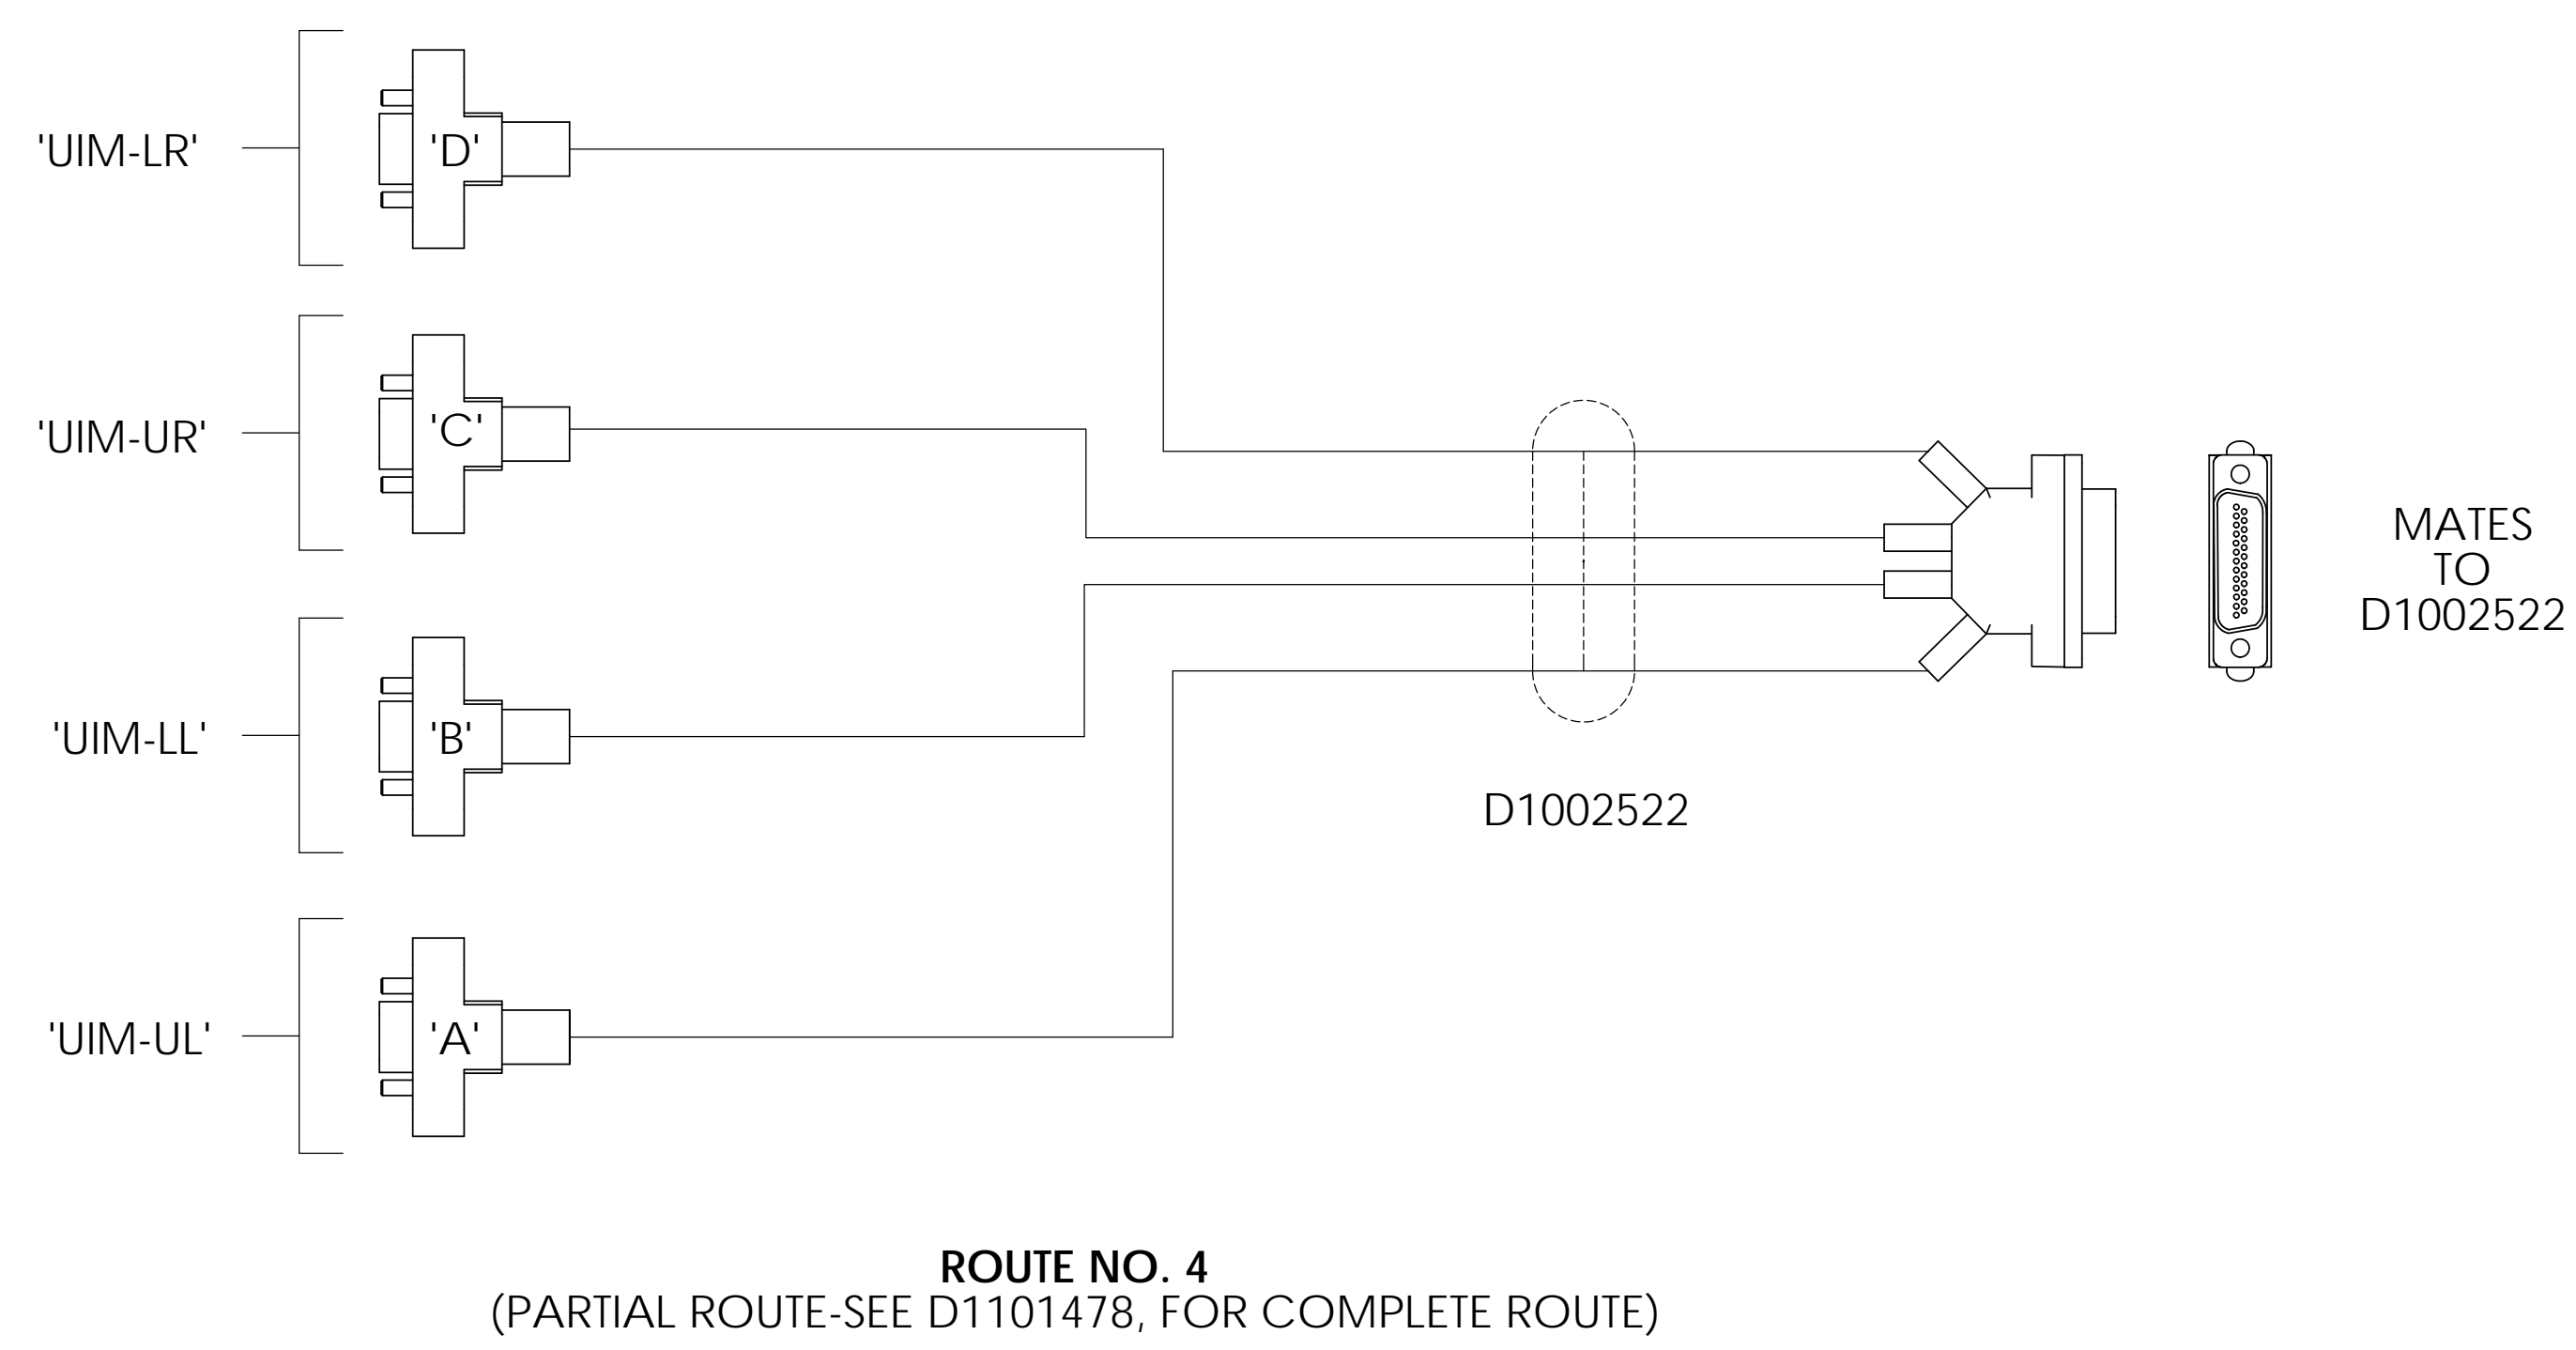 'UIM-LR'
'D'
'UIM-UR'
'C'
MATES
TO
D1002522
'UIM-LL'
'B'
D1002522
'UIM-UL'
'A'
ROUTE NO. 4
(PARTIAL ROUTE-SEE D1101478, FOR COMPLETE ROUTE)